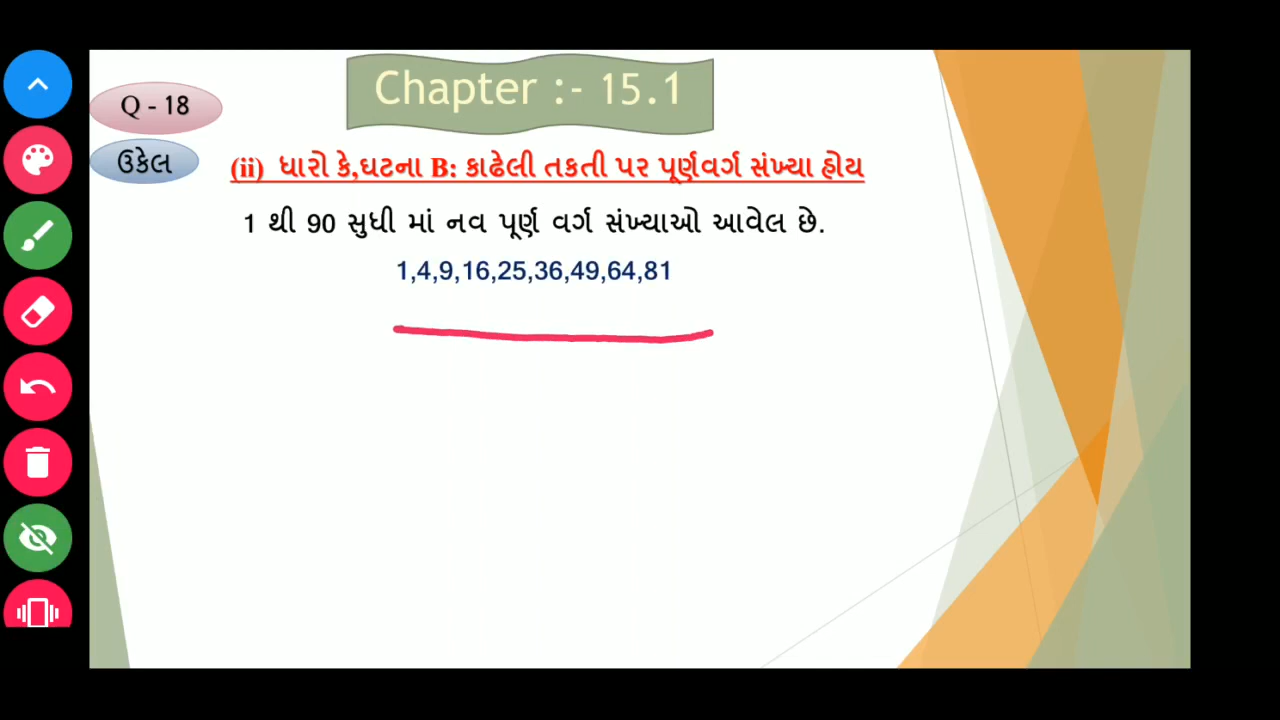 Chapter :- 15.1
Q - 18
ઉકેલ
(ii) ધારો કે,ઘટના B: કાઢેલી તકતી પર પૂર્ણવર્ગ સંખ્યા હોય
1 થી 90 સુધી માં નવ પૂર્ણ વર્ગ સંખ્યાઓ આવેલ છે.
1,4,9,16,25,36,49,64,81